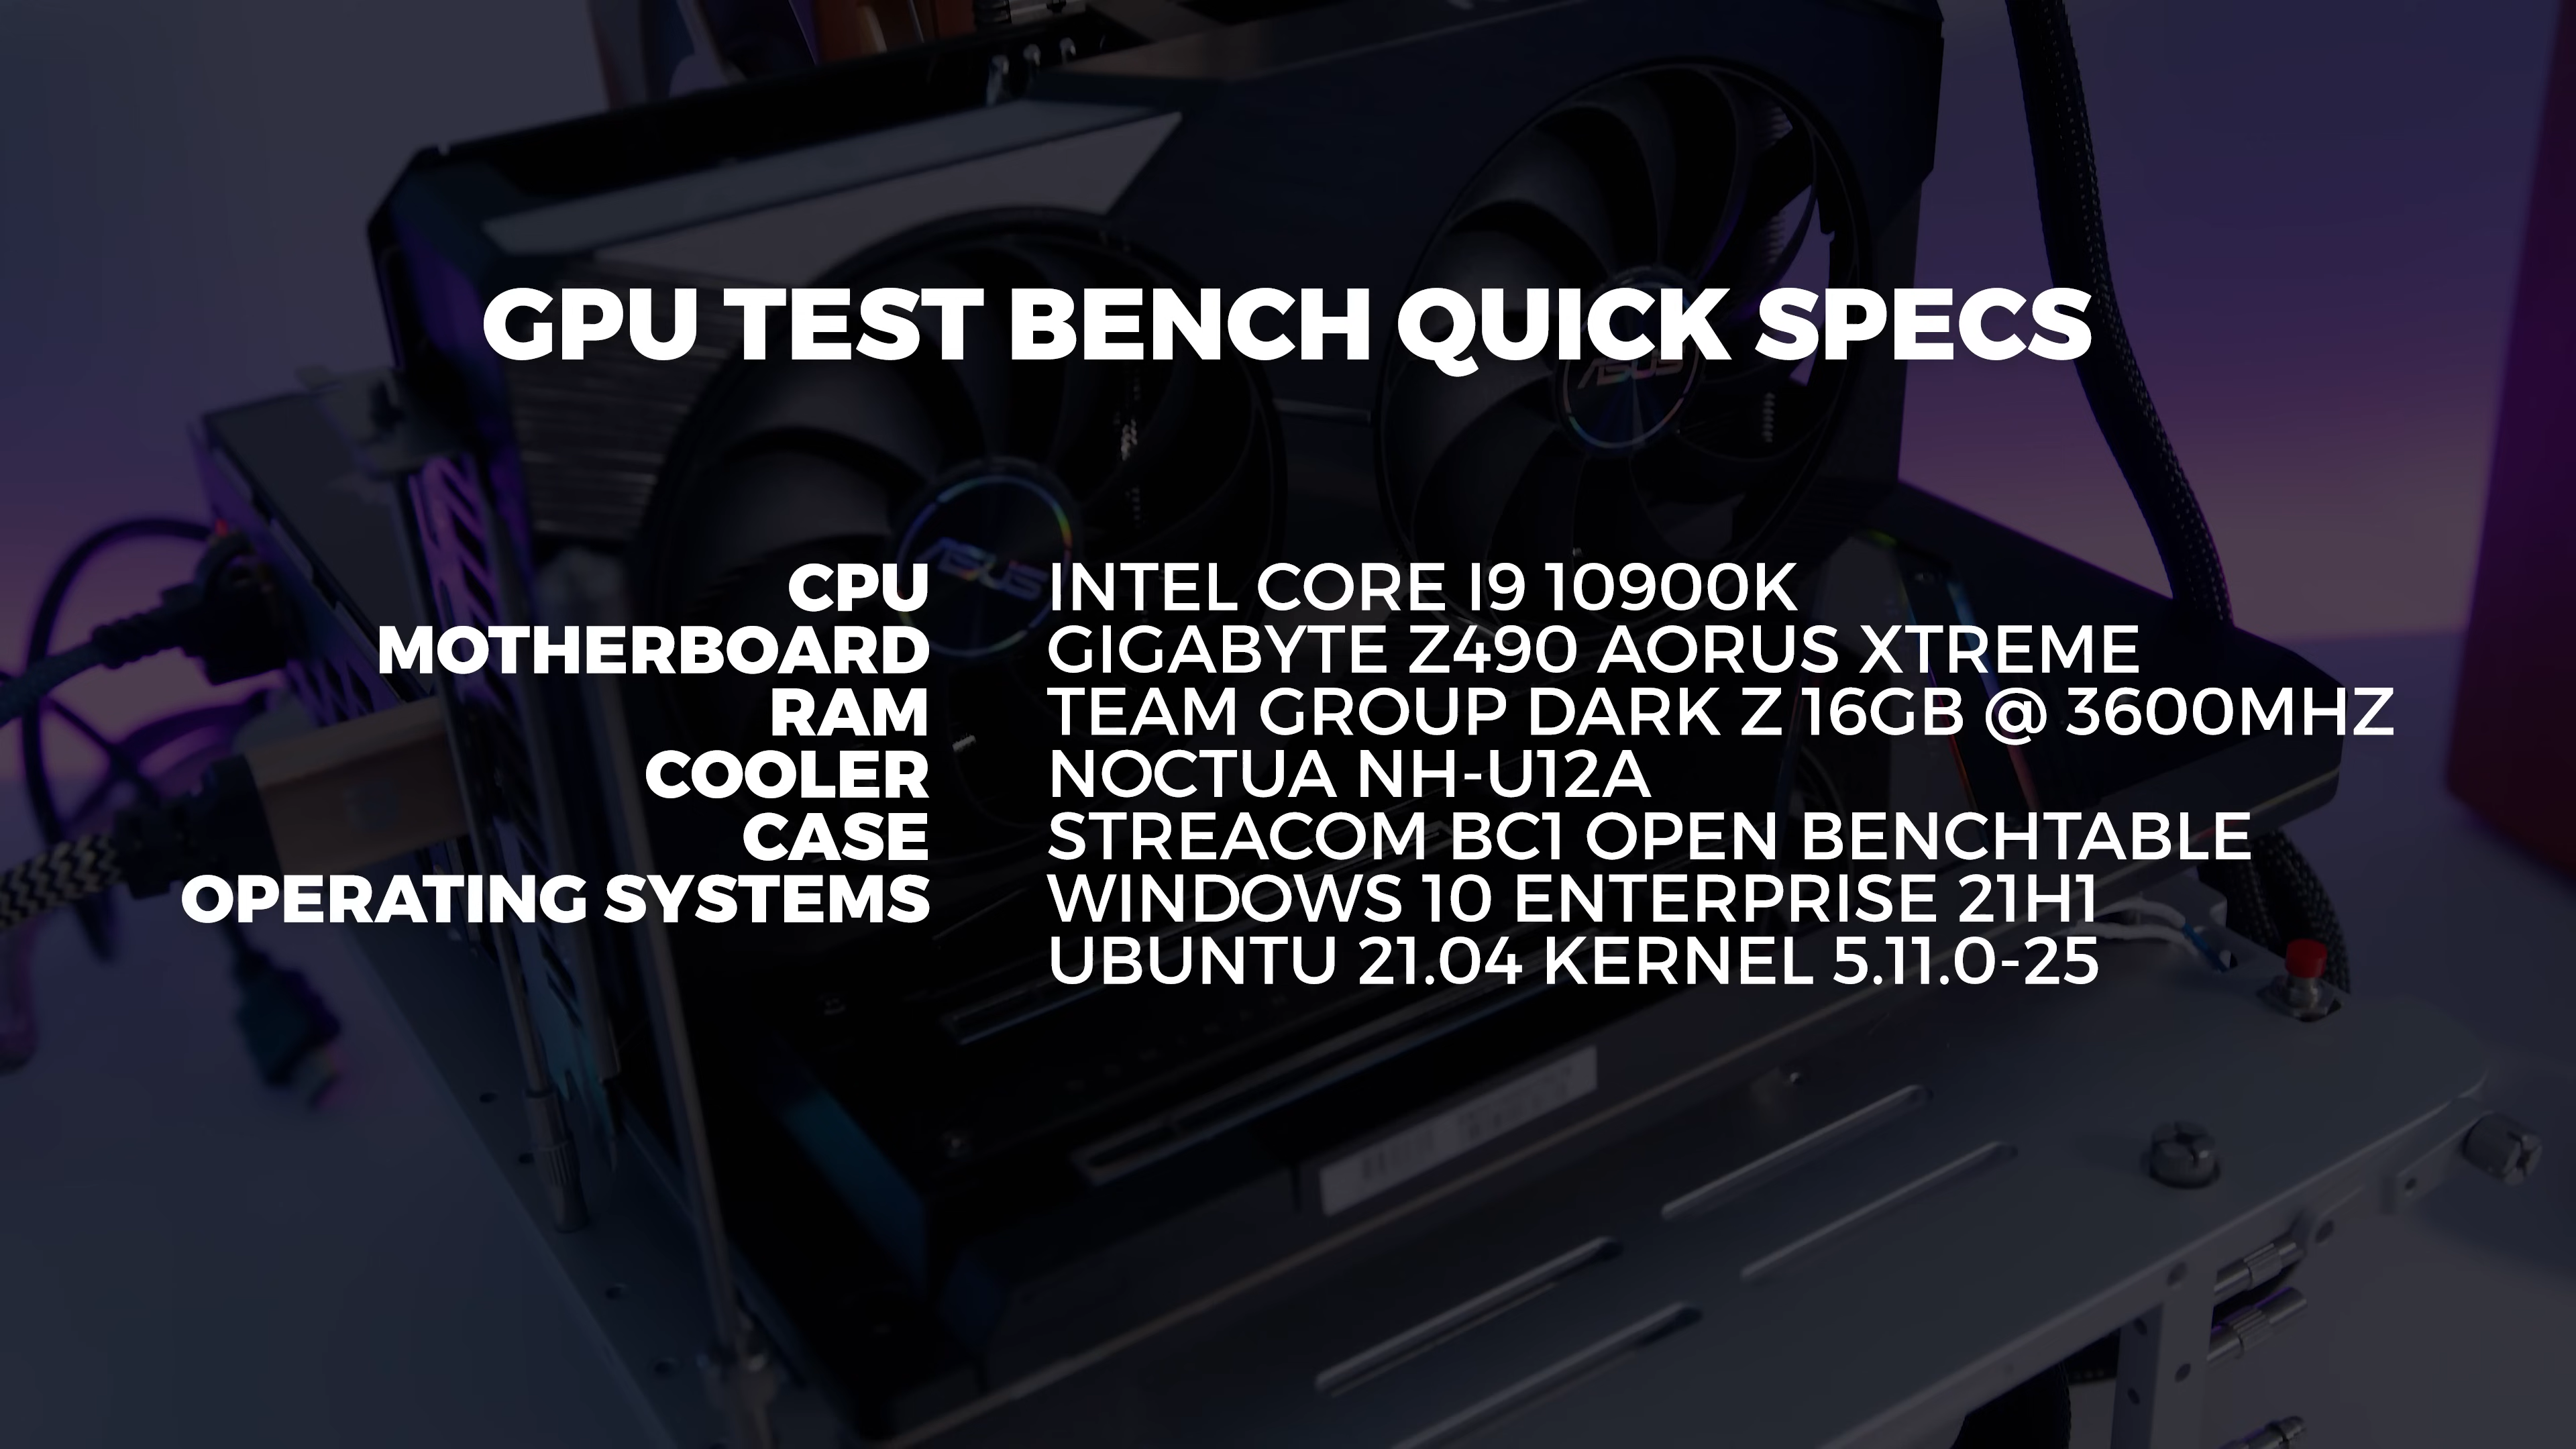 GPU TEST BENCH QUICK SPECS
CPU INTEL CORE I9 10900K
MOTHERBOARD GIGABYTE Z490 AORUS XTREME
RAM TEAM GROUP DARK Z 16GB @ 3600MHZ
COOLER NOCTUA NH-U12A
CASE STREACOM BC1 OPEN BENCHTABLE
OPERATING SYSTEMS WINDOWS 10 ENTERPRISE 21H1
UBUNTU 21.04 KERNEL 5.11.0-25
ASUS
ASUS